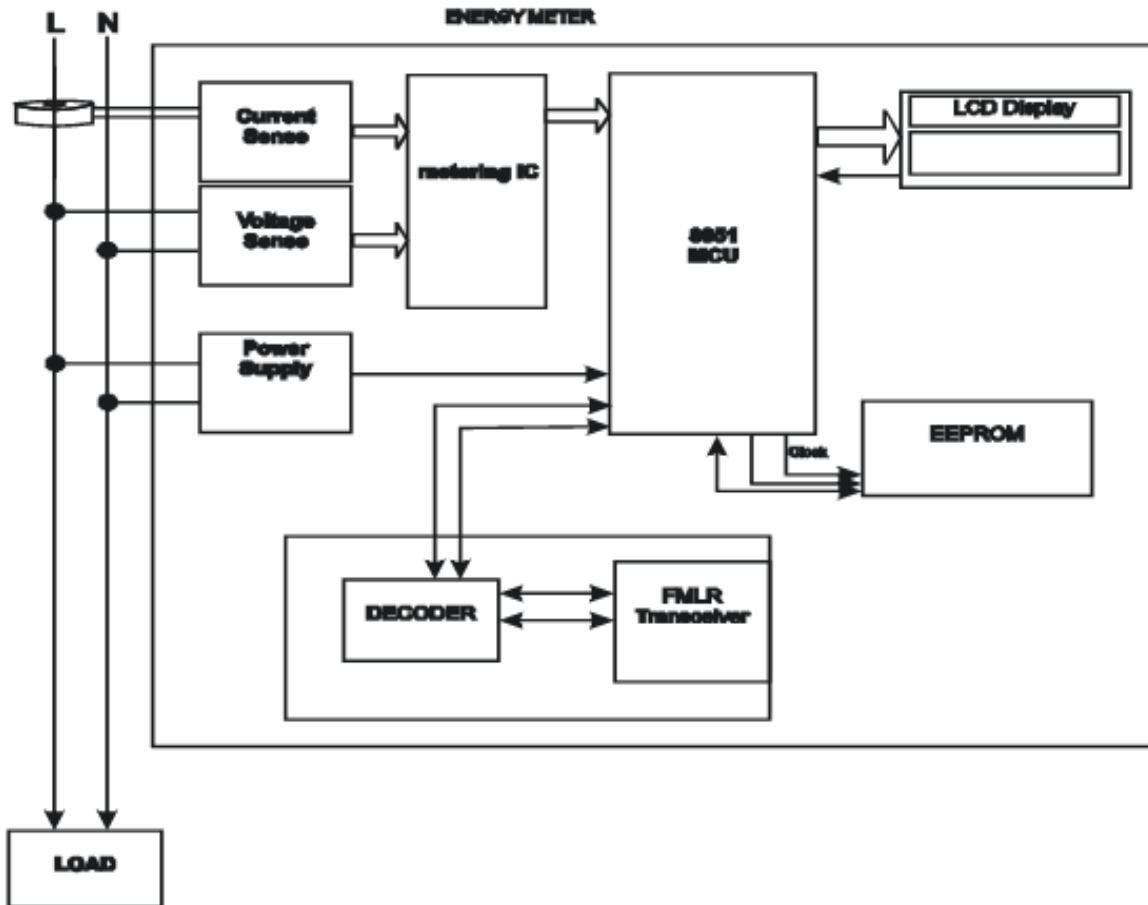 ENERGY METER
L N
Current
Sense
metering IC
LCD Display
Voltage
Sense
8051
MCU
Power
Supply
Clock
EEPROM
DECODER
FMLR
Transceiver
LOAD